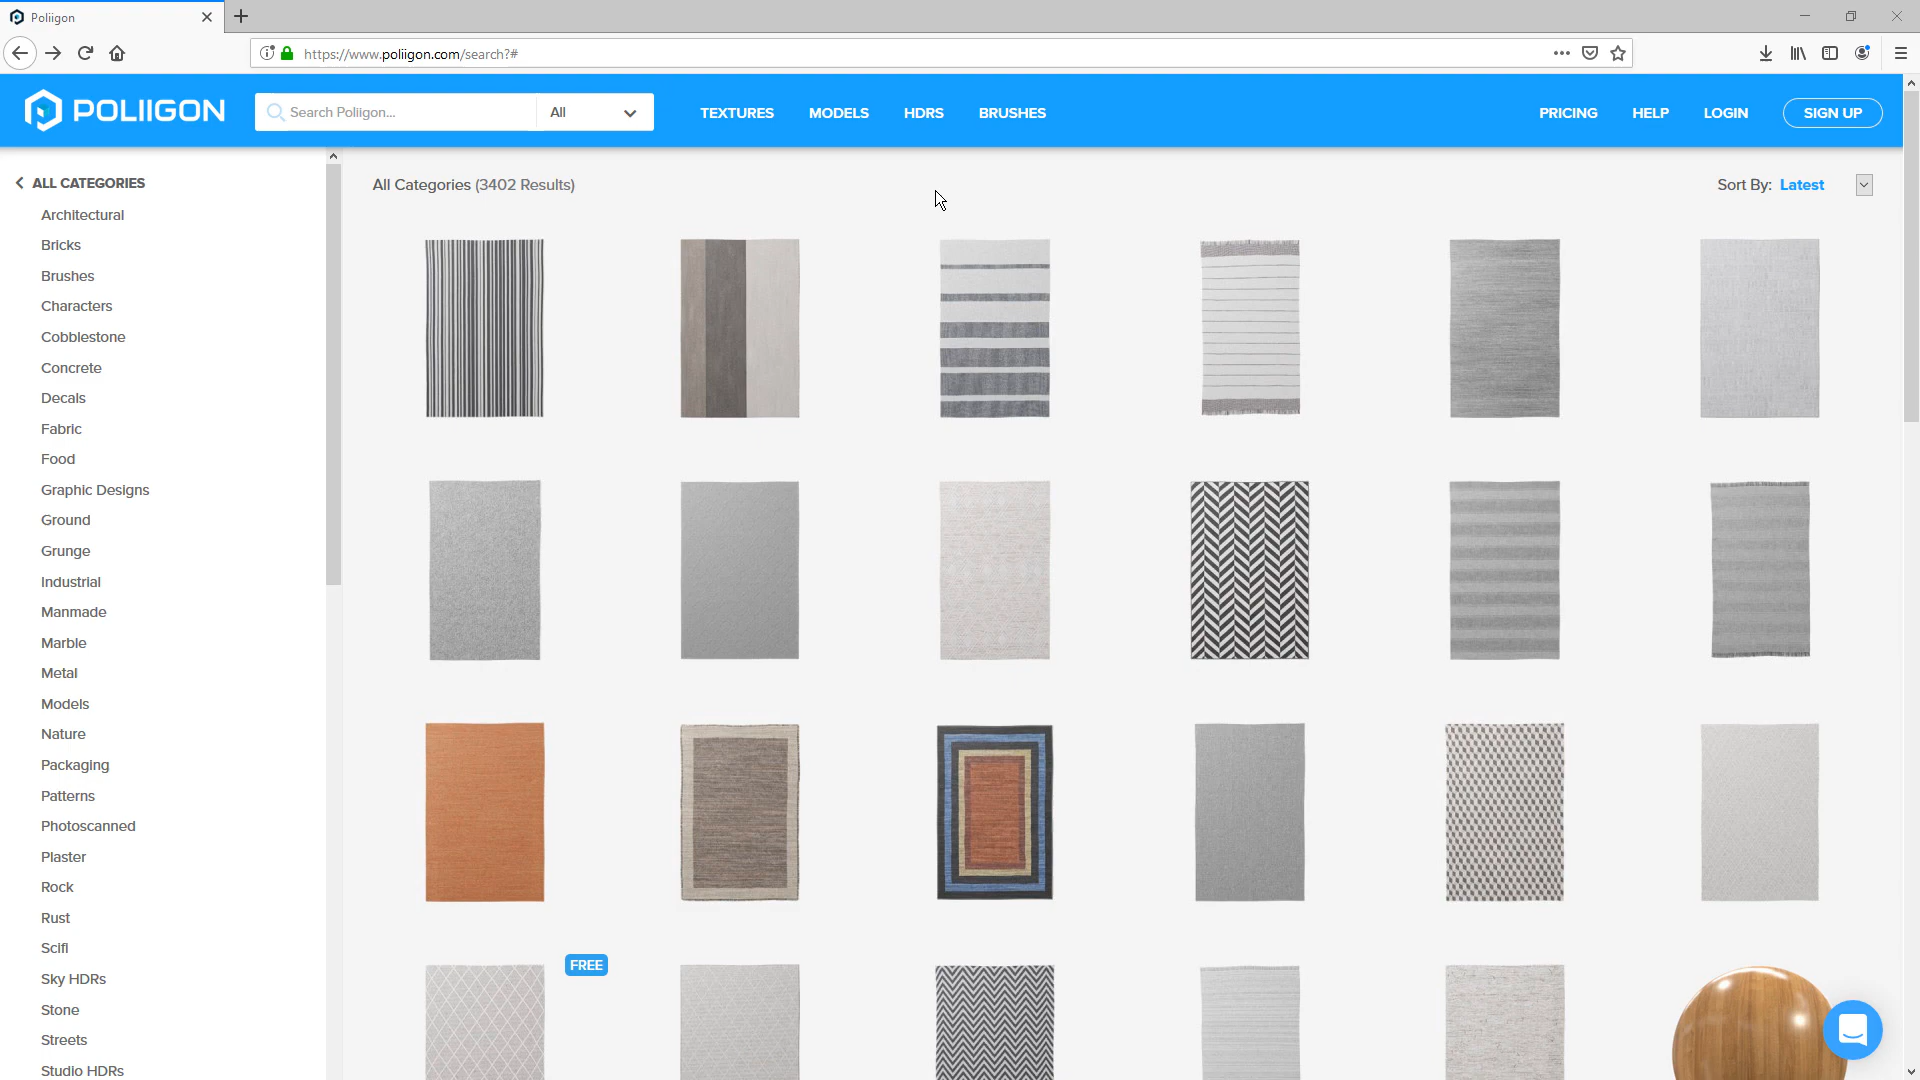 Poliigon
https://www.poliigon.com/search?#
POLIIGON
Search Poliigon...
All
TEXTURES
MODELS
HDRS
BRUSHES
PRICING
HELP
LOGIN
SIGN UP
ALL CATEGORIES
Architectural
Bricks
Brushes
Characters
Cobblestone
Concrete
Decals
Fabric
Food
Graphic Designs
Ground
Grunge
Industrial
Manmade
Marble
Metal
Models
Nature
Packaging
Patterns
Photoscanned
Plaster
Rock
Rust
Scifi
Sky HDRs
Stone
Streets
Studio HDRs
All Categories (3402 Results)
Sort By: Latest
FREE